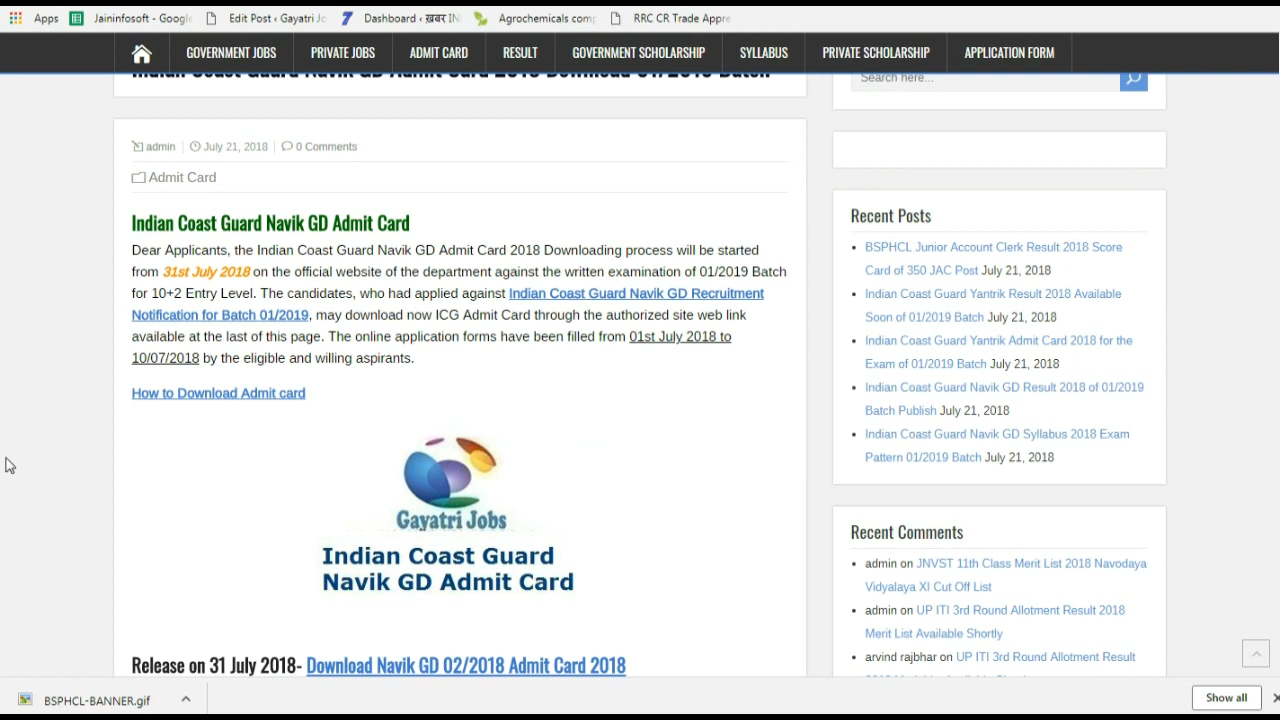 Apps Jaininfosoft - Google Edit Post ‹ Gayatri Jo Dashboard ‹ ख़बर IN Agrochemicals comp RRC CR Trade Appre
GOVERNMENT JOBS PRIVATE JOBS ADMIT CARD RESULT GOVERNMENT SCHOLARSHIP SYLLABUS PRIVATE SCHOLARSHIP APPLICATION FORM
Indian Coast Guard Navik GD Admit Card 2018 Download 01/2019 Batch
Search here...
admin July 21, 2018 0 Comments
Admit Card
Indian Coast Guard Navik GD Admit Card
Dear Applicants, the Indian Coast Guard Navik GD Admit Card 2018 Downloading process will be started
from 31st July 2018 on the official website of the department against the written examination of 01/2019 Batch
for 10+2 Entry Level. The candidates, who had applied against Indian Coast Guard Navik GD Recruitment
Notification for Batch 01/2019, may download now ICG Admit Card through the authorized site web link
available at the last of this page. The online application forms have been filled from 01st July 2018 to
10/07/2018 by the eligible and willing aspirants.
How to Download Admit card
Gayatri Jobs
Indian Coast Guard
Navik GD Admit Card
Release on 31 July 2018- Download Navik GD 02/2018 Admit Card 2018
Recent Posts
BSPHCL Junior Account Clerk Result 2018 Score
Card of 350 JAC Post July 21, 2018
Indian Coast Guard Yantrik Result 2018 Available
Soon of 01/2019 Batch July 21, 2018
Indian Coast Guard Yantrik Admit Card 2018 for the
Exam of 01/2019 Batch July 21, 2018
Indian Coast Guard Navik GD Result 2018 of 01/2019
Batch Publish July 21, 2018
Indian Coast Guard Navik GD Syllabus 2018 Exam
Pattern 01/2019 Batch July 21, 2018
Recent Comments
admin on JNVST 11th Class Merit List 2018 Navodaya
Vidyalaya XI Cut Off List
admin on UP ITI 3rd Round Allotment Result 2018
Merit List Available Shortly
arvind rajbhar on UP ITI 3rd Round Allotment Result
BSPHCL-BANNER.gif
Show all